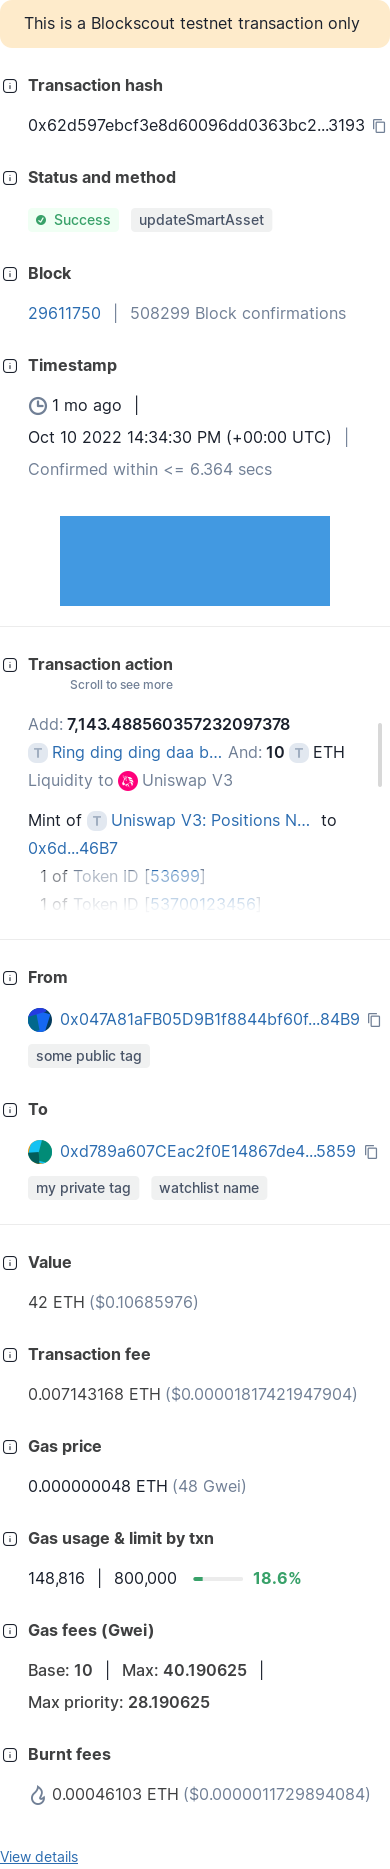 This is a Blockscout testnet transaction only
Transaction hash
0x62d597ebcf3e8d60096dd0363bc2...3193
Status and method
Success updateSmartAsset
Block
29611750 | 508299 Block confirmations
Timestamp
1 mo ago |
Oct 10 2022 14:34:30 PM (+00:00 UTC) |
Confirmed within <= 6.364 secs
Transaction action
Scroll to see more
Add: 7,143.488560357232097378
T Ring ding ding daa b... And: 10 T ETH
Liquidity to Uniswap V3
Mint of T Uniswap V3: Positions N... to
0x6d...46B7
1 of Token ID [53699]
1 of Token ID [53700123456]
From
0x047A81aFB05D9B1f8844bf60f...84B9
some public tag
To
0xd789a607CEac2f0E14867de4...5859
my private tag watchlist name
Value
42 ETH ($0.10685976)
Transaction fee
0.007143168 ETH ($0.00001817421947904)
Gas price
0.000000048 ETH (48 Gwei)
Gas usage & limit by txn
148,816 | 800,000 18.6%
Gas fees (Gwei)
Base: 10 | Max: 40.190625 |
Max priority: 28.190625
Burnt fees
0.00046103 ETH ($0.0000011729894084)
View details